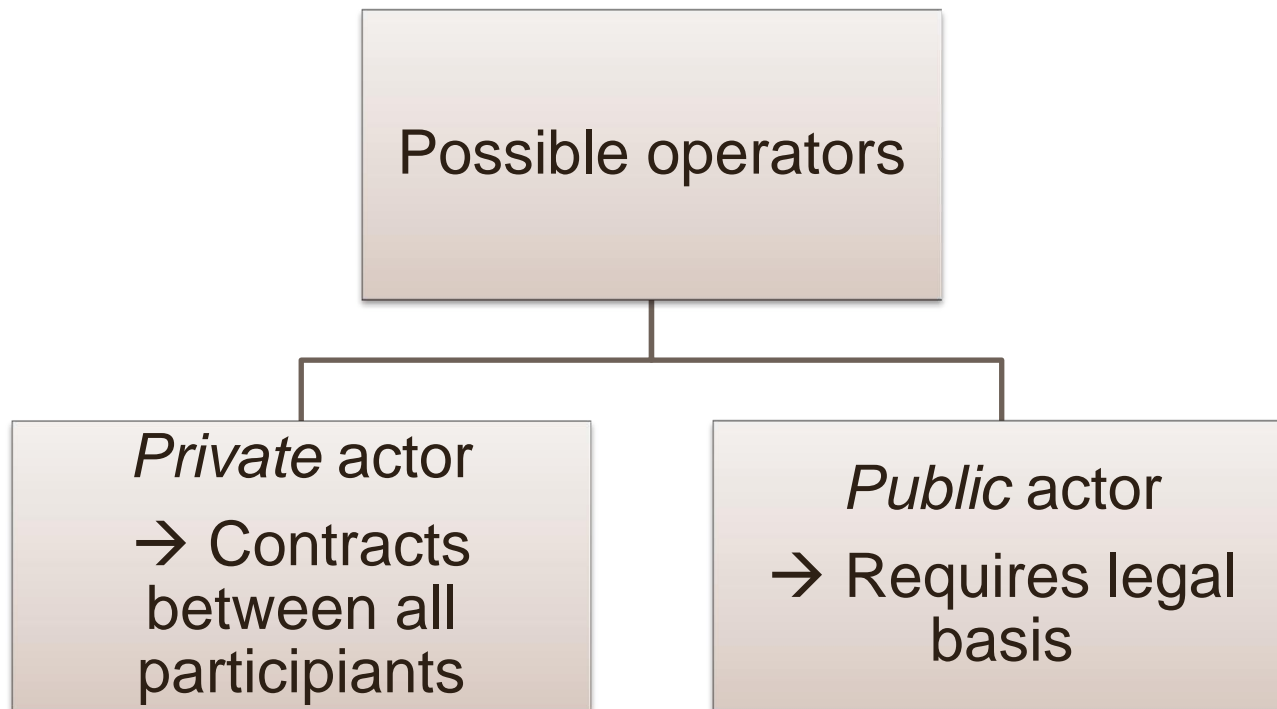 Possible operators
Private actor
→ Contracts
between all
participiants
Public actor
→ Requires legal
basis